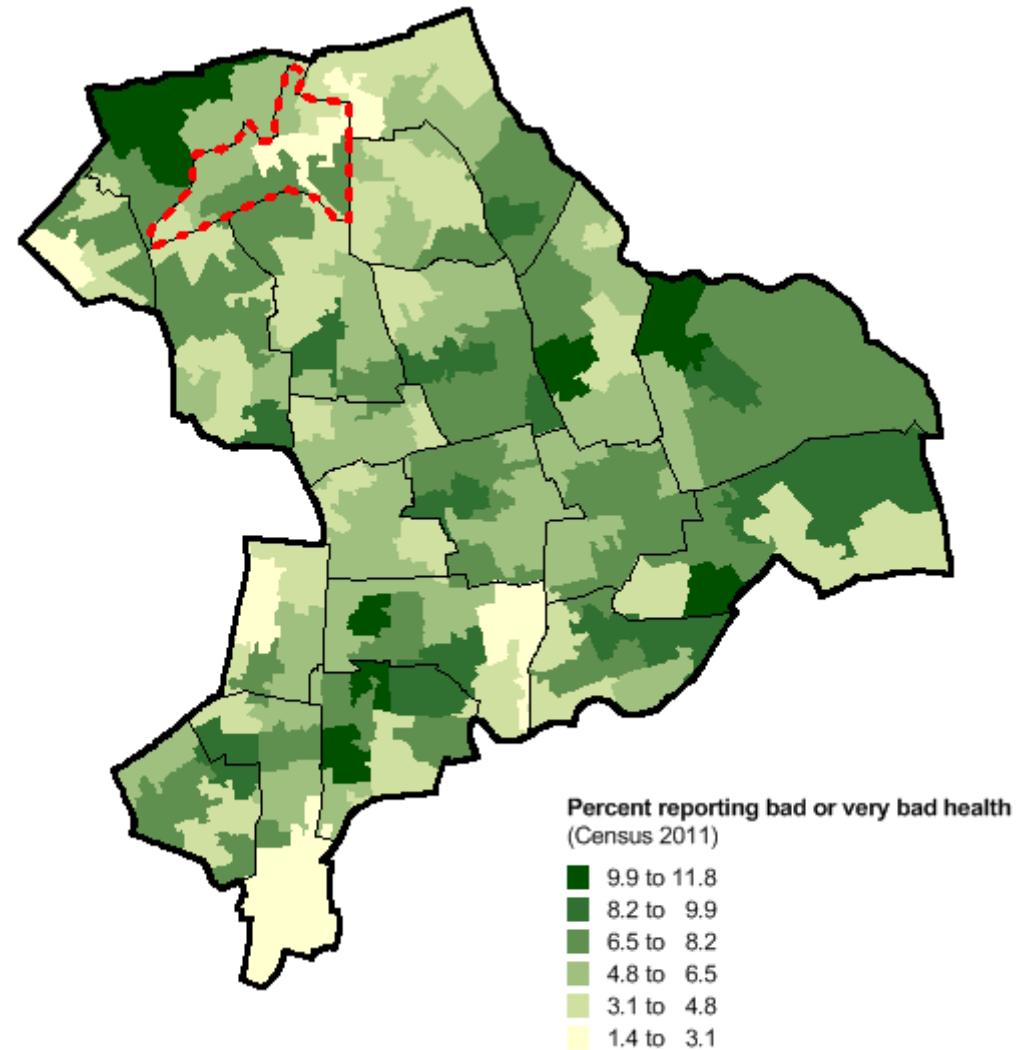 Percent reporting bad or very bad health
(Census 2011)
9.9 to 11.8
8.2 to 9.9
6.5 to 8.2
4.8 to 6.5
3.1 to 4.8
1.4 to 3.1